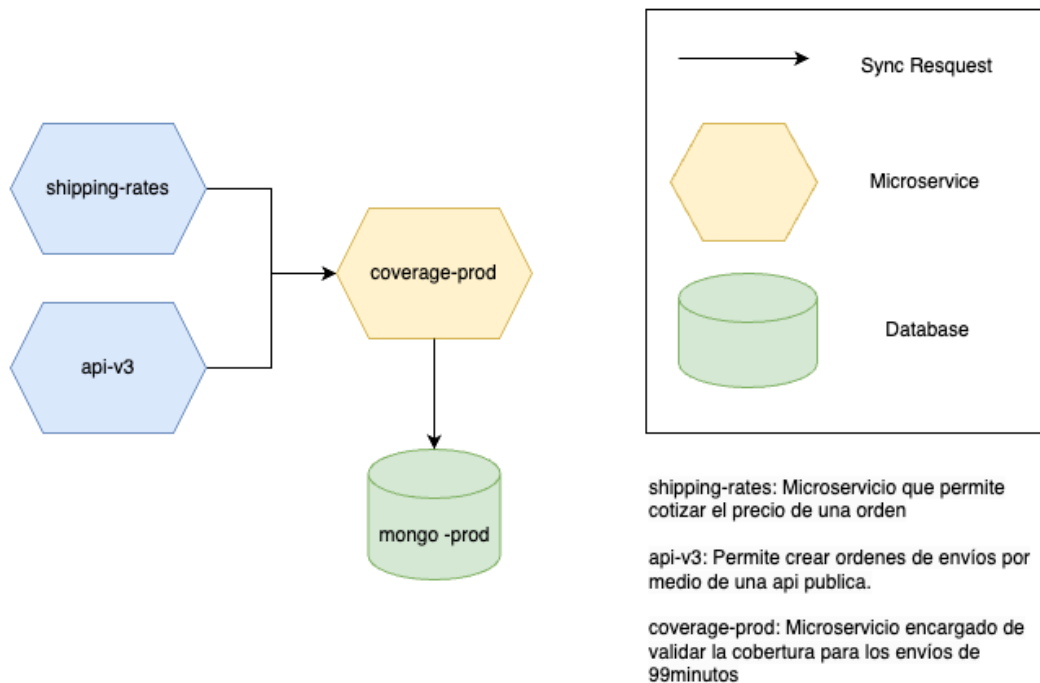 shipping-rates
api-v3
coverage-prod
mongo -prod
Sync Resquest
Microservice
Database
shipping-rates: Microservicio que permite
cotizar el precio de una orden
api-v3: Permite crear ordenes de envíos por
medio de una api publica.
coverage-prod: Microservicio encargado de
validar la cobertura para los envíos de
99minutos